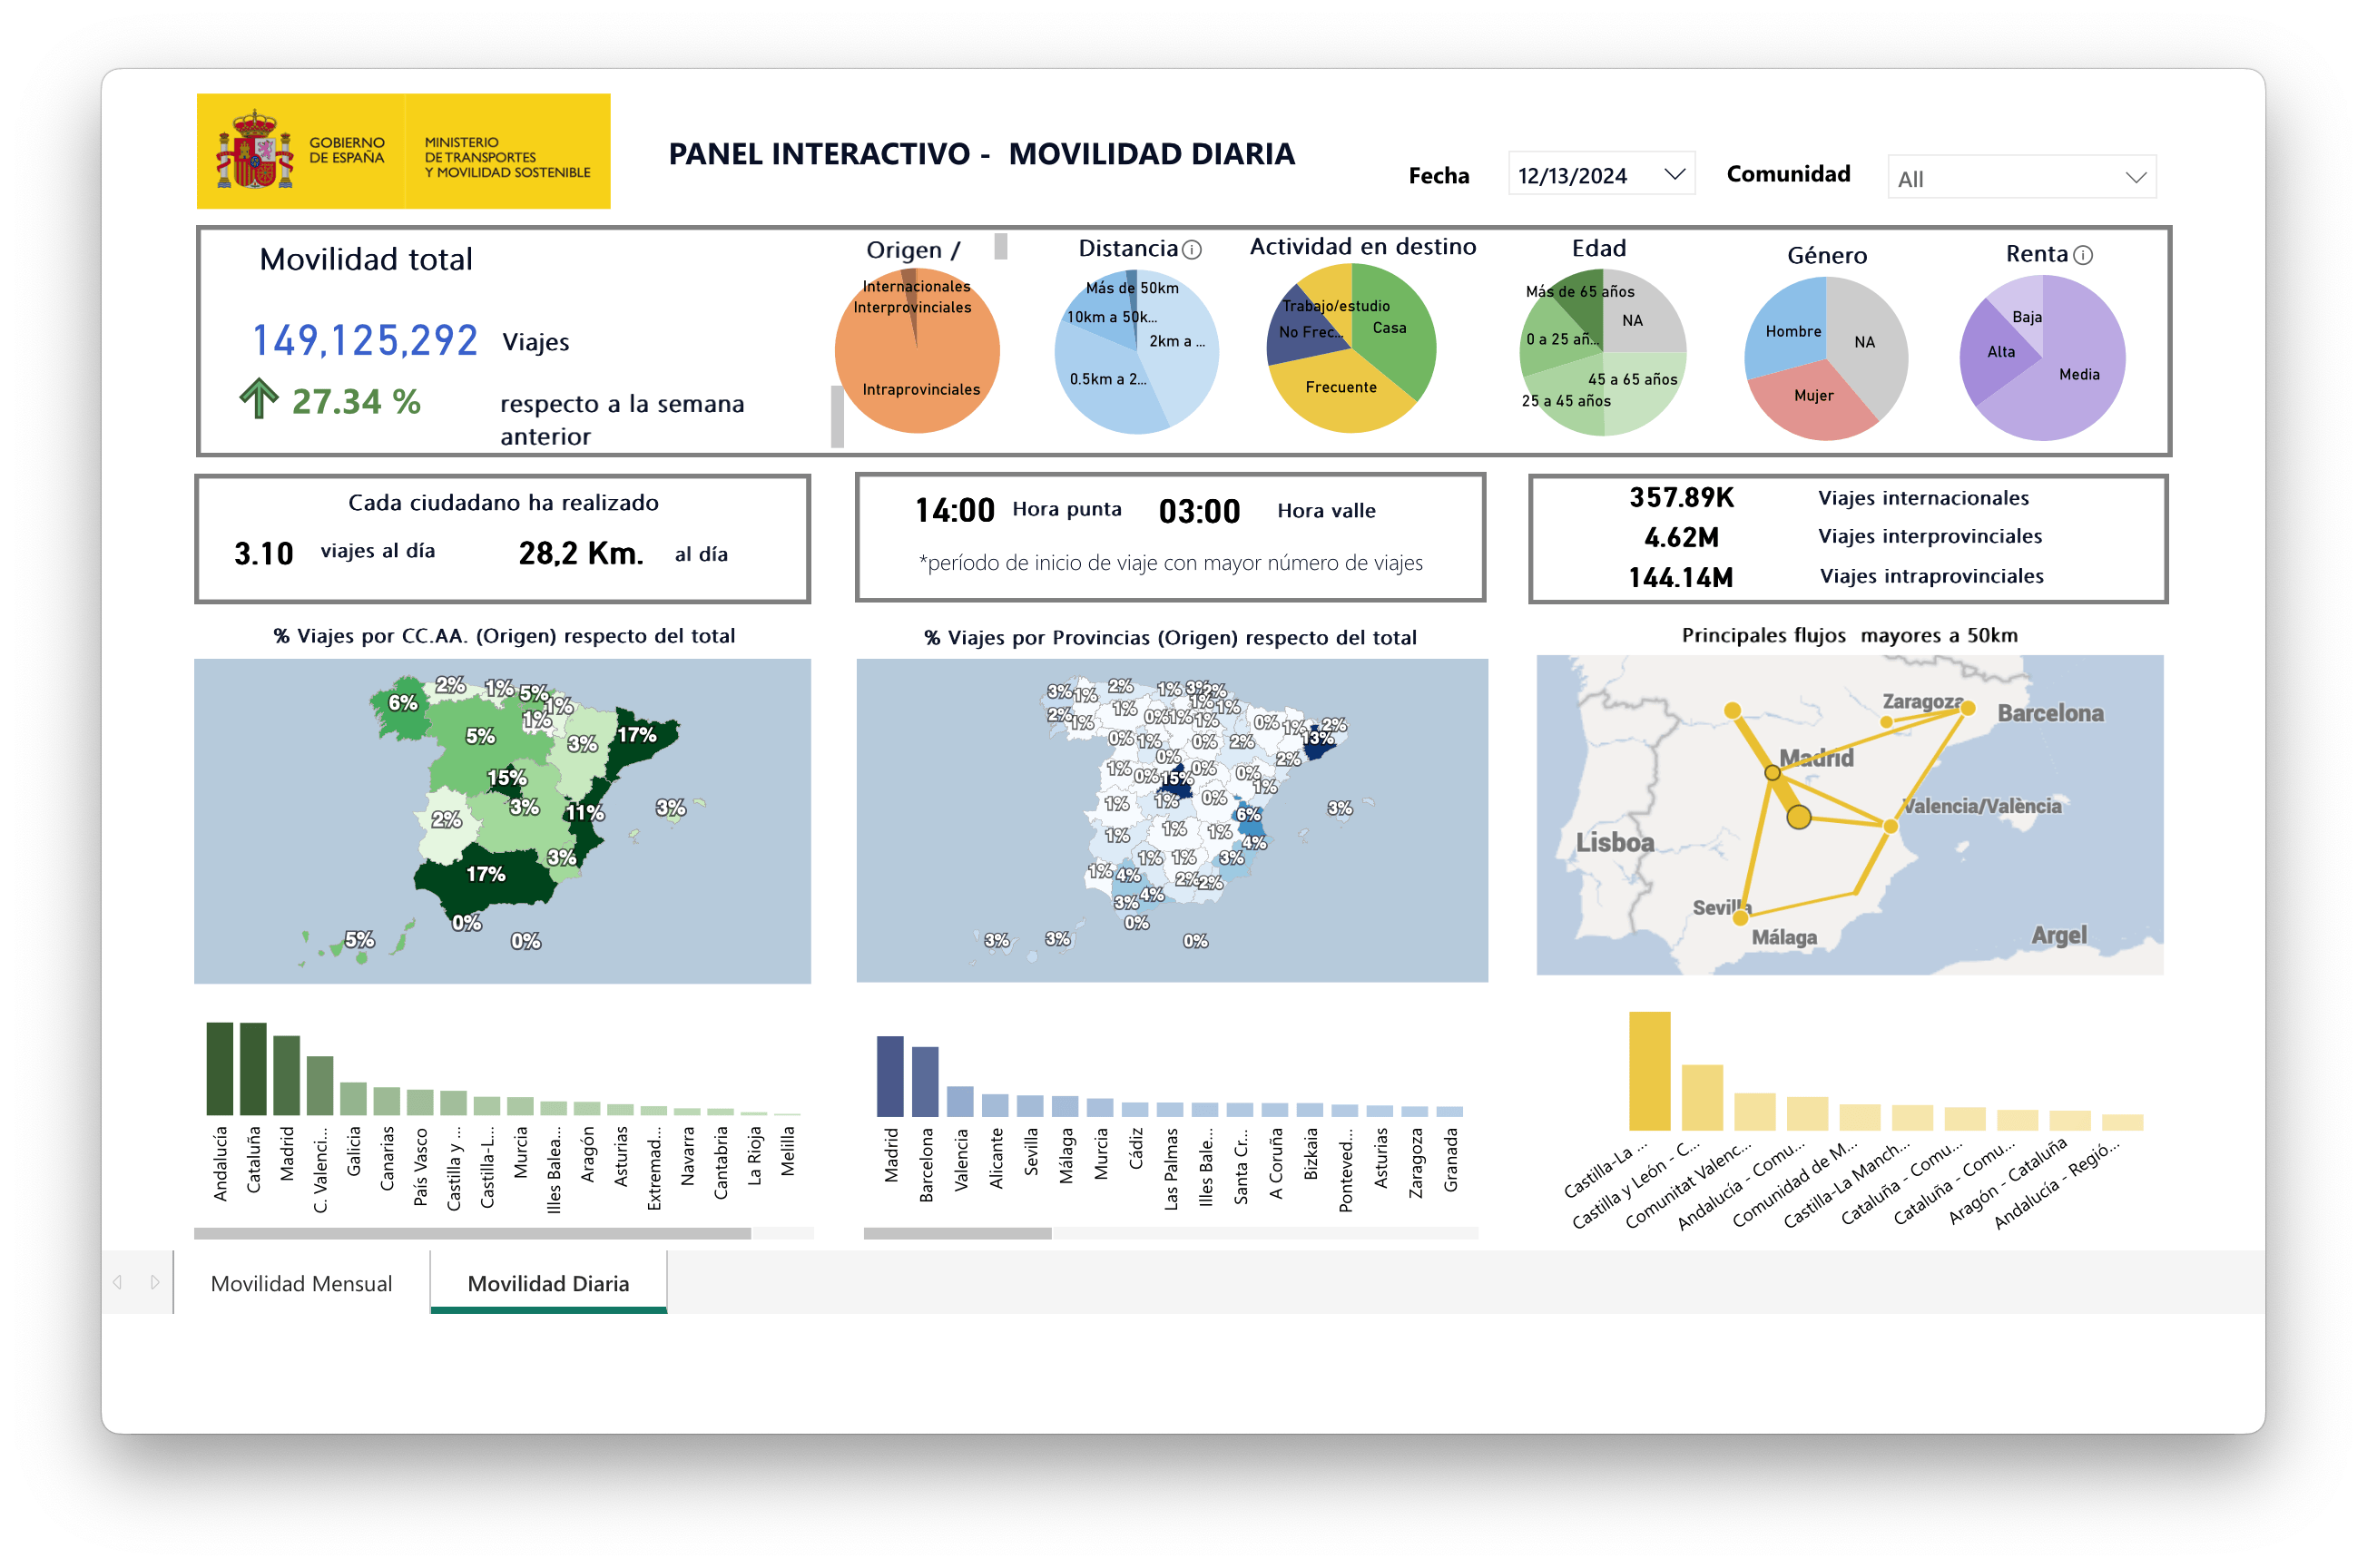 GOBIERNO
DE ESPAÑA
MINISTERIO
DE TRANSPORTES
Y MOVILIDAD SOSTENIBLE
PANEL INTERACTIVO - MOVILIDAD DIARIA
Fecha
12/13/2024
Comunidad
All
Movilidad total
149,125,292 Viajes
27.34 % respecto a la semana
anterior
Origen /
Internacionales
Interprovinciales
Intraprovinciales
Distancia
Más de 50km
10km a 50k...
2km a ...
0.5km a 2...
Actividad en destino
Trabajo/estudio
No Frec...
Casa
Frecuente
Edad
Más de 65 años
NA
0 a 25 añ...
45 a 65 años
25 a 45 años
Género
Hombre
NA
Mujer
Renta
Baja
Alta
Media
Cada ciudadano ha realizado
3.10 viajes al día 28,2 Km. al día
14:00 Hora punta 03:00 Hora valle
*período de inicio de viaje con mayor número de viajes
357.89K Viajes internacionales
4.62M Viajes interprovinciales
144.14M Viajes intraprovinciales
% Viajes por CC.AA. (Origen) respecto del total
6% 2% 1% 5% 1%
1%
5% 3% 17%
15%
3% 11% 3%
2%
3%
17%
0%
5% 0%
% Viajes por Provincias (Origen) respecto del total
3% 1% 2% 1% 3% 2%
1% 1%
2% 1% 1% 0% 1% 1% 0% 1% 2%
0% 1% 0% 2% 13%
0% 2%
1% 0% 15% 0% 0% 1%
1% 1% 0% 3%
1% 1% 1% 6%
4%
1% 1% 3%
1% 4% 2% 2%
3% 4%
0%
3% 3% 0%
Principales flujos mayores a 50km
Zaragoza
Barcelona
Madrid
Valencia/València
Lisboa
Sevilla
Málaga
Argel
Andalucía
Cataluña
Madrid
C. Valenci...
Galicia
Canarias
País Vasco
Castilla y ...
Castilla-L...
Murcia
Illes Balea...
Aragón
Asturias
Extremad...
Navarra
Cantabria
La Rioja
Melilla
Madrid
Barcelona
Valencia
Alicante
Sevilla
Málaga
Murcia
Cádiz
Las Palmas
Illes Bale...
Santa Cr...
A Coruña
Bizkaia
Ponteved...
Asturias
Zaragoza
Granada
Castilla-La ...
Castilla y León - C...
Comunitat Valenc...
Andalucía - Comu...
Comunidad de M...
Castilla-La Manch...
Cataluña - Comu...
Cataluña - Comu...
Aragón - Cataluña
Andalucía - Regió...
Movilidad Mensual
Movilidad Diaria